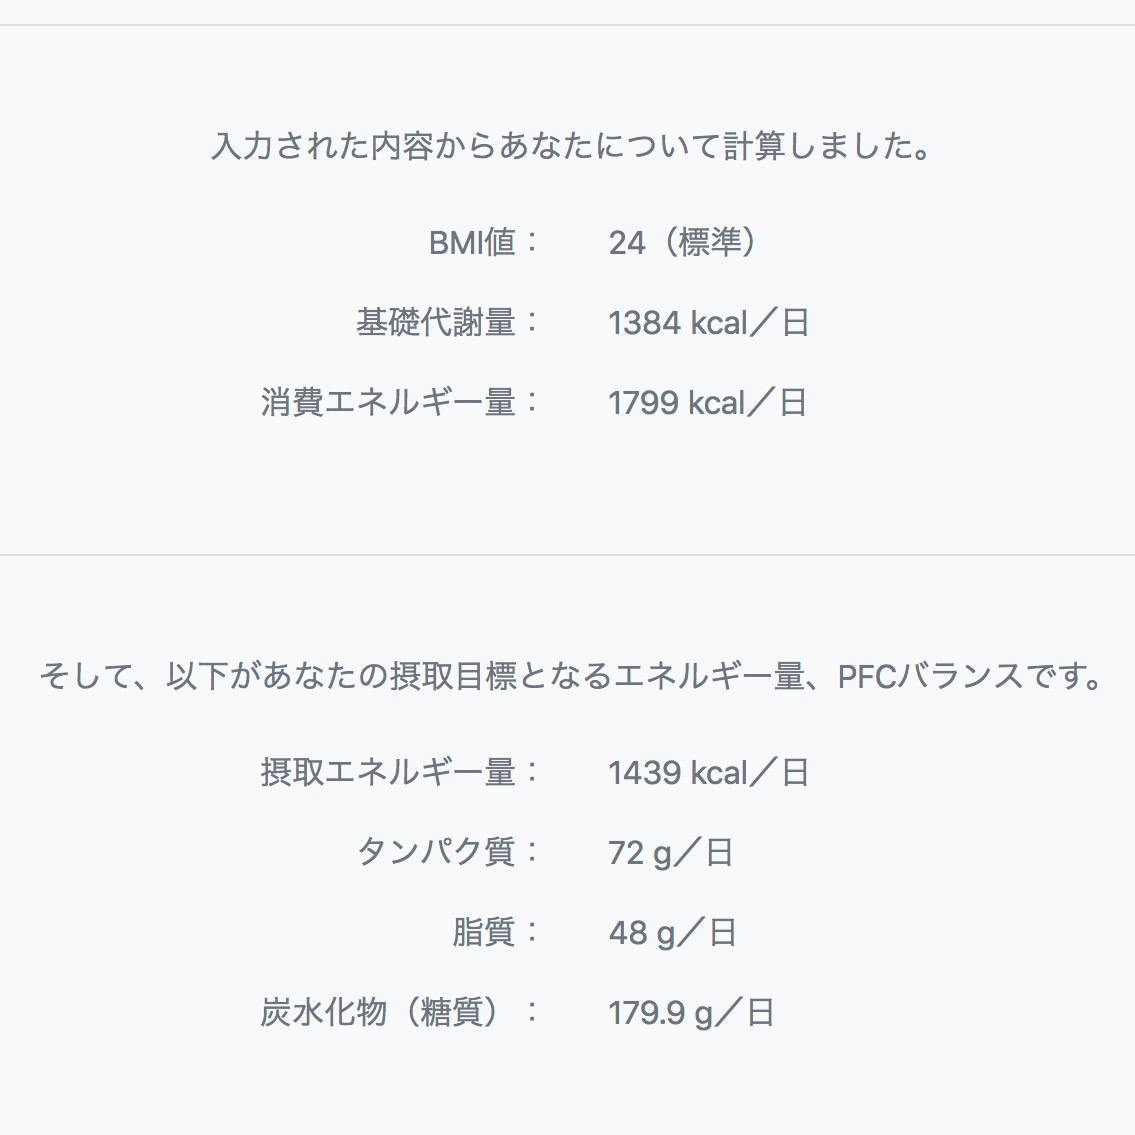 入力された内容からあなたについて計算しました。
BMI値： 24（標準）
基礎代謝量： 1384 kcal／日
消費エネルギー量： 1799 kcal／日
そして、以下があなたの摂取目標となるエネルギー量、PFCバランスです。
摂取エネルギー量： 1439 kcal／日
タンパク質： 72 g／日
脂質： 48 g／日
炭水化物（糖質）： 179.9 g／日